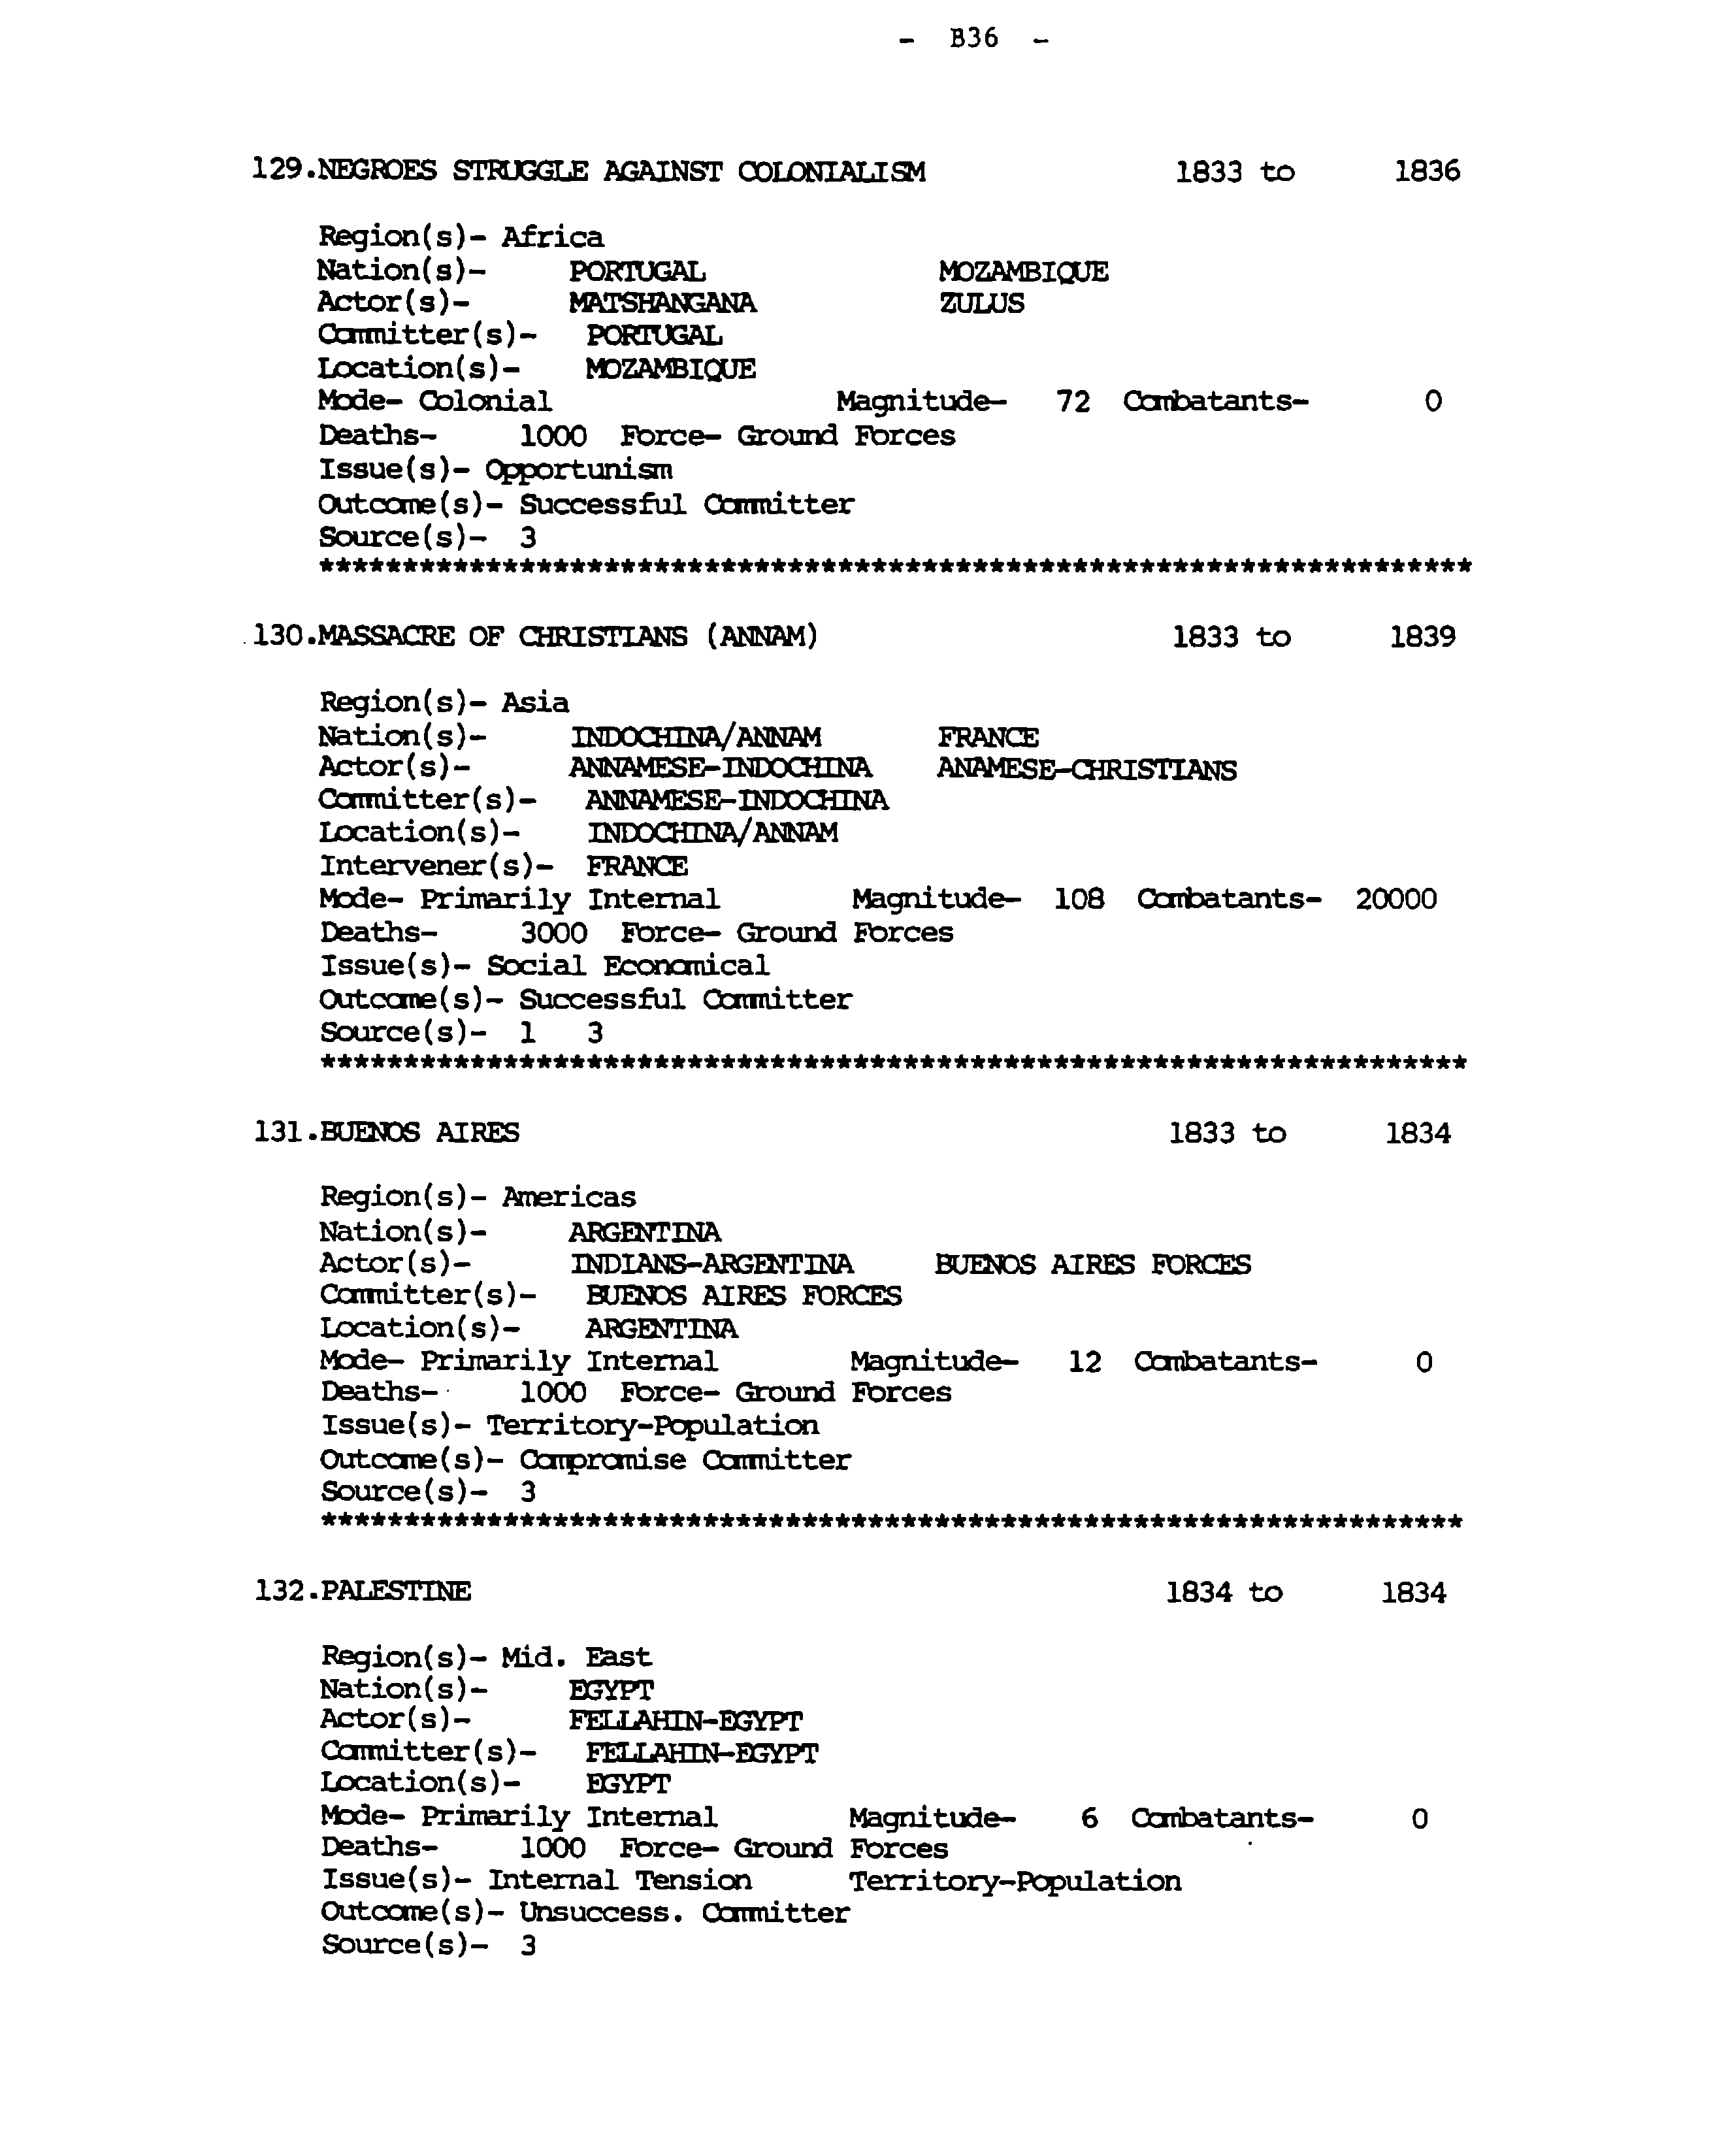 - B36 -
129.NEGROES STRUGGLE AGAINST COLONIALISM 1833 to 1836
Region(s)- Africa
Nation(s)- PORTUGAL MOZAMBIQUE
Actor(s)- MATSHANGANA ZULUS
Committer(s)- PORTUGAL
Location(s)- MOZAMBIQUE
Mode- Colonial Magnitude- 72 Combatants- 0
Deaths- 1000 Force- Ground Forces
Issue(s)- Opportunism
Outcome(s)- Successful Committer
Source(s)- 3
*********************************************************************
130.MASSACRE OF CHRISTIANS (ANNAM) 1833 to 1839
Region(s)- Asia
Nation(s)- INDOCHINA/ANNAM FRANCE
Actor(s)- ANNAMESE-INDOCHINA ANAMESE-CHRISTIANS
Committer(s)- ANNAMESE-INDOCHINA
Location(s)- INDOCHINA/ANNAM
Intervener(s)- FRANCE
Mode- Primarily Internal Magnitude- 108 Combatants- 20000
Deaths- 3000 Force- Ground Forces
Issue(s)- Social Economical
Outcome(s)- Successful Committer
Source(s)- 1 3
*********************************************************************
131.BUENOS AIRES 1833 to 1834
Region(s)- Americas
Nation(s)- ARGENTINA
Actor(s)- INDIANS-ARGENTINA BUENOS AIRES FORCES
Committer(s)- BUENOS AIRES FORCES
Location(s)- ARGENTINA
Mode- Primarily Internal Magnitude- 12 Combatants- 0
Deaths- 1000 Force- Ground Forces
Issue(s)- Territory-Population
Outcome(s)- Compromise Committer
Source(s)- 3
*********************************************************************
132.PALESTINE 1834 to 1834
Region(s)- Mid. East
Nation(s)- EGYPT
Actor(s)- FELLAHIN-EGYPT
Committer(s)- FELLAHIN-EGYPT
Location(s)- EGYPT
Mode- Primarily Internal Magnitude- 6 Combatants- 0
Deaths- 1000 Force- Ground Forces
Issue(s)- Internal Tension Territory-Population
Outcome(s)- Unsuccess. Committer
Source(s)- 3